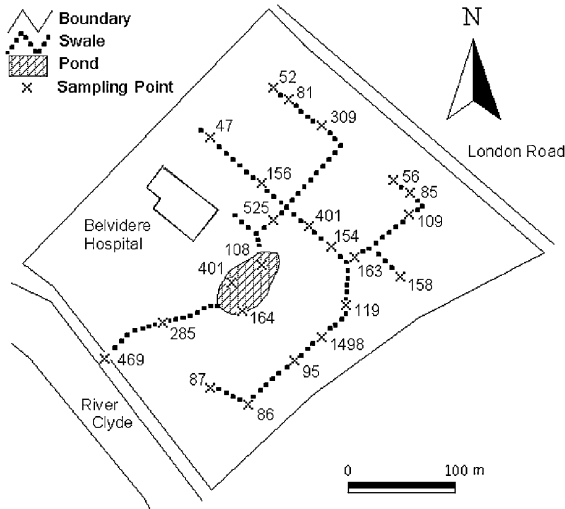 Boundary
Swale
Pond
Sampling Point
N
London Road
52
81
309
47
156
56
85
109
525
401
154
Belvidere
Hospital
108
163
401
158
164
119
285
1498
469
95
87
86
River
Clyde
0 100 m